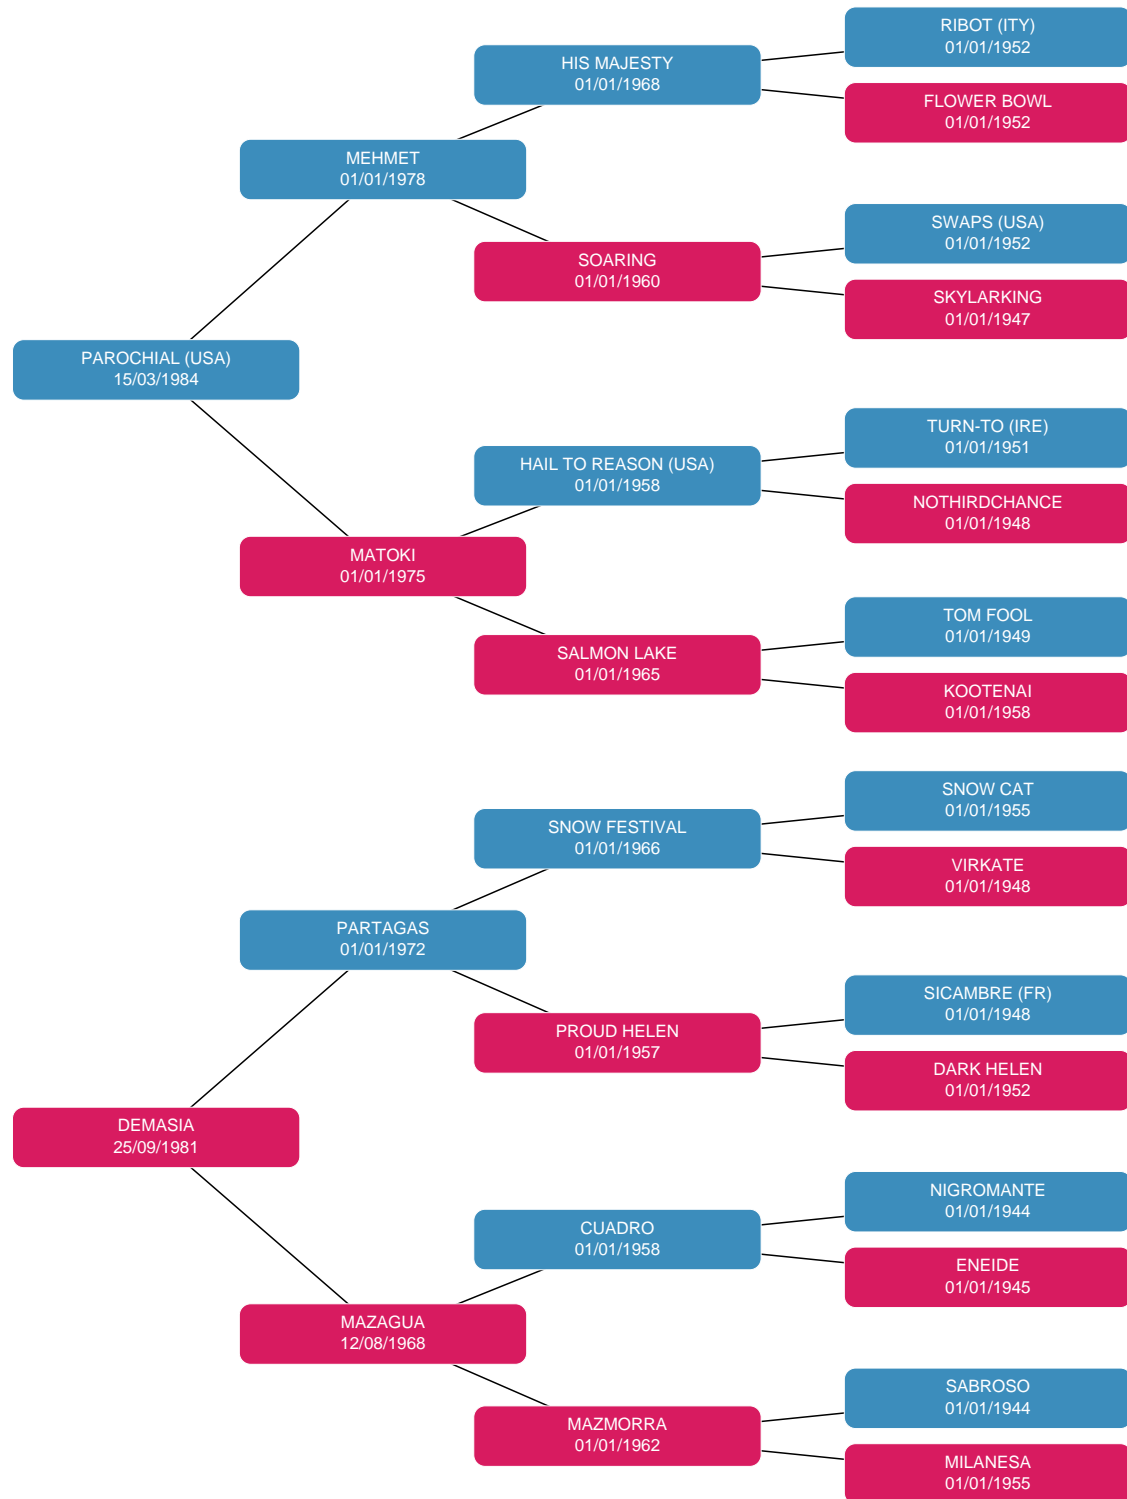 RIBOT (ITY)
01/01/1952
HIS MAJESTY
01/01/1968
FLOWER BOWL
01/01/1952
MEHMET
01/01/1978
SWAPS (USA)
01/01/1952
SOARING
01/01/1960
SKYLARKING
01/01/1947
PAROCHIAL (USA)
15/03/1984
TURN-TO (IRE)
01/01/1951
HAIL TO REASON (USA)
01/01/1958
NOTHIRDCHANCE
01/01/1948
MATOKI
01/01/1975
TOM FOOL
01/01/1949
SALMON LAKE
01/01/1965
KOOTENAI
01/01/1958
SNOW CAT
01/01/1955
SNOW FESTIVAL
01/01/1966
VIRKATE
01/01/1948
PARTAGAS
01/01/1972
SICAMBRE (FR)
01/01/1948
PROUD HELEN
01/01/1957
DARK HELEN
01/01/1952
DEMASIA
25/09/1981
NIGROMANTE
01/01/1944
CUADRO
01/01/1958
ENEIDE
01/01/1945
MAZAGUA
12/08/1968
SABROSO
01/01/1944
MAZMORRA
01/01/1962
MILANESA
01/01/1955